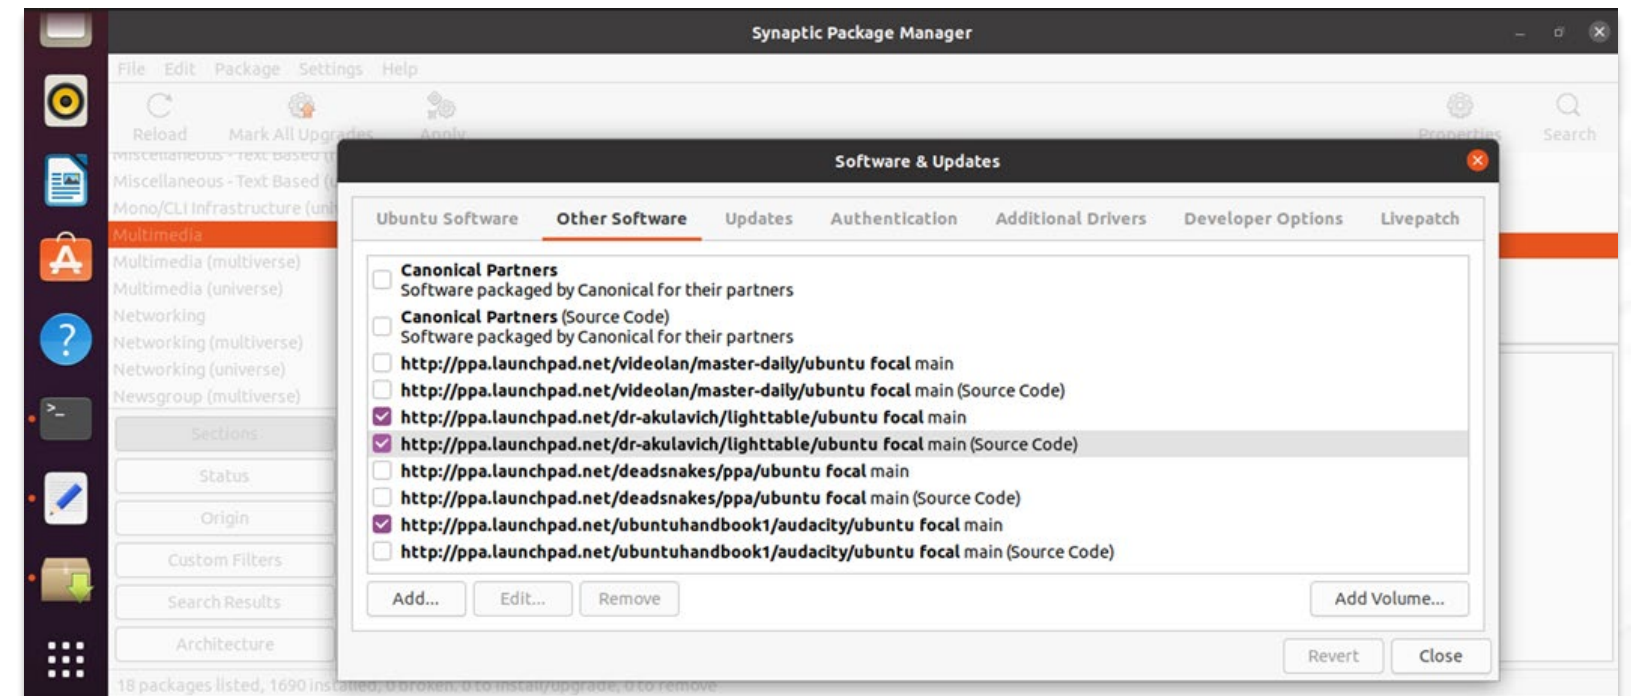 Synaptic Package Manager
File Edit Package Settings Help
Reload Mark All Upgrades Apply Properties Search
Miscellaneous - Text Based
Miscellaneous - Text Based (u
Mono/CLI Infrastructure (uni
Multimedia
Multimedia (multiverse)
Multimedia (universe)
Networking
Networking (multiverse)
Networking (universe)
Newsgroup (multiverse)
Sections
Status
Origin
Custom Filters
Search Results
Architecture
18 packages listed, 1690 installed, 0 broken. 0 to install/upgrade, 0 to remove
Software & Updates
Ubuntu Software Other Software Updates Authentication Additional Drivers Developer Options Livepatch
Canonical Partners
Software packaged by Canonical for their partners
Canonical Partners (Source Code)
Software packaged by Canonical for their partners
http://ppa.launchpad.net/videolan/master-daily/ubuntu focal main
http://ppa.launchpad.net/videolan/master-daily/ubuntu focal main (Source Code)
http://ppa.launchpad.net/dr-akulavich/lighttable/ubuntu focal main
http://ppa.launchpad.net/dr-akulavich/lighttable/ubuntu focal main (Source Code)
http://ppa.launchpad.net/deadsnakes/ppa/ubuntu focal main
http://ppa.launchpad.net/deadsnakes/ppa/ubuntu focal main (Source Code)
http://ppa.launchpad.net/ubuntuhandbook1/audacity/ubuntu focal main
http://ppa.launchpad.net/ubuntuhandbook1/audacity/ubuntu focal main (Source Code)
Add... Edit... Remove Add Volume...
Revert Close